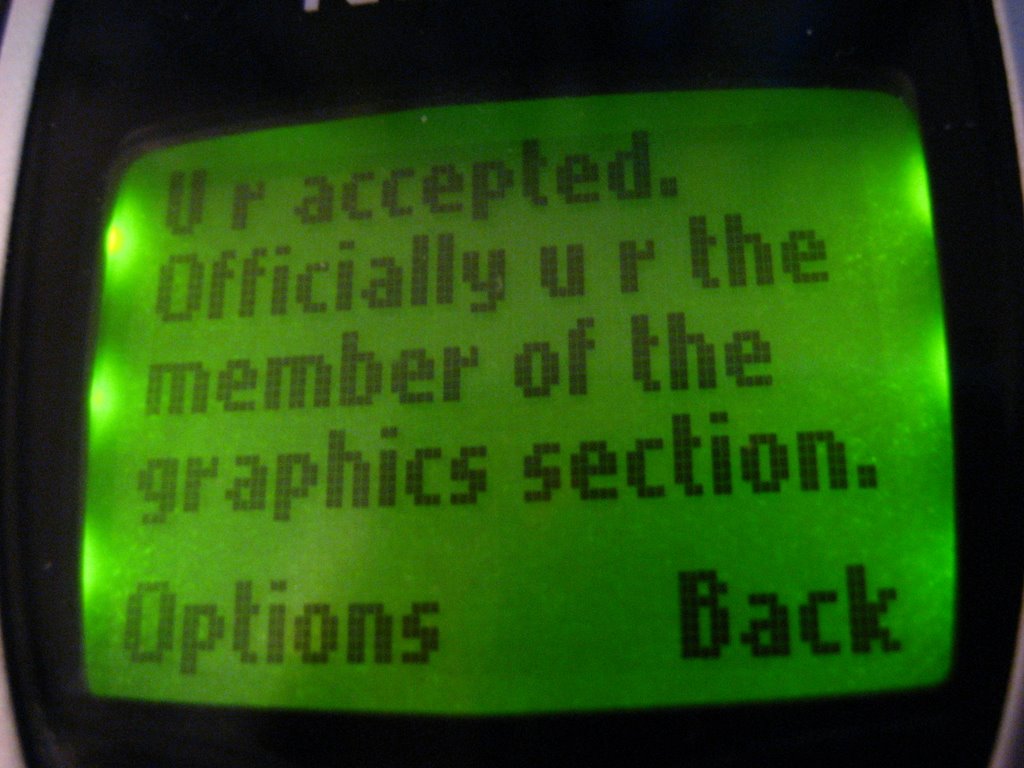 U r accepted.
Officially u r the
member of the
graphics section.
Options Back